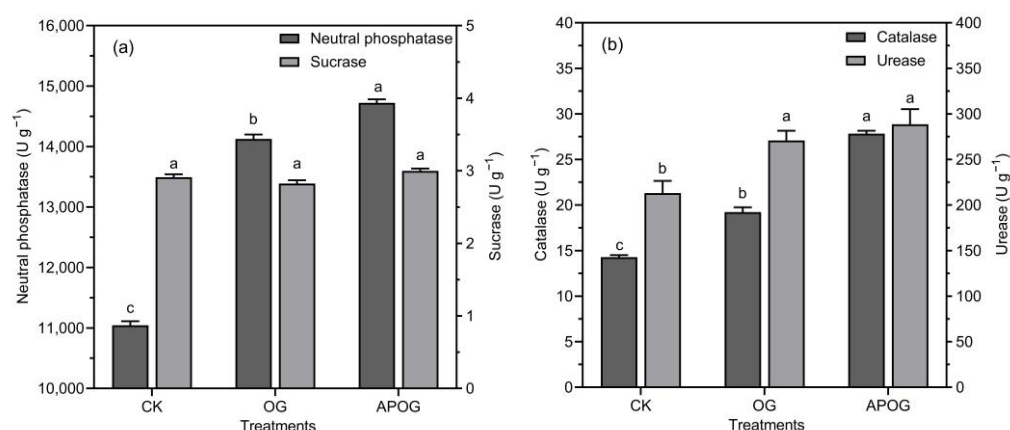 (a)
Neutral phosphatase
Sucrase
Neutral phosphatase (U g⁻¹)
16,000
15,000
14,000
13,000
12,000
11,000
10,000
5
4
3
2
1
0
Sucrase (U g⁻¹)
c
a
b
a
a
a
CK
OG
APOG
Treatments
(b)
Catalase
Urease
Catalase (U g⁻¹)
40
35
30
25
20
15
10
5
0
400
350
300
250
200
150
100
50
0
Urease (U g⁻¹)
c
b
b
a
a
a
CK
OG
APOG
Treatments